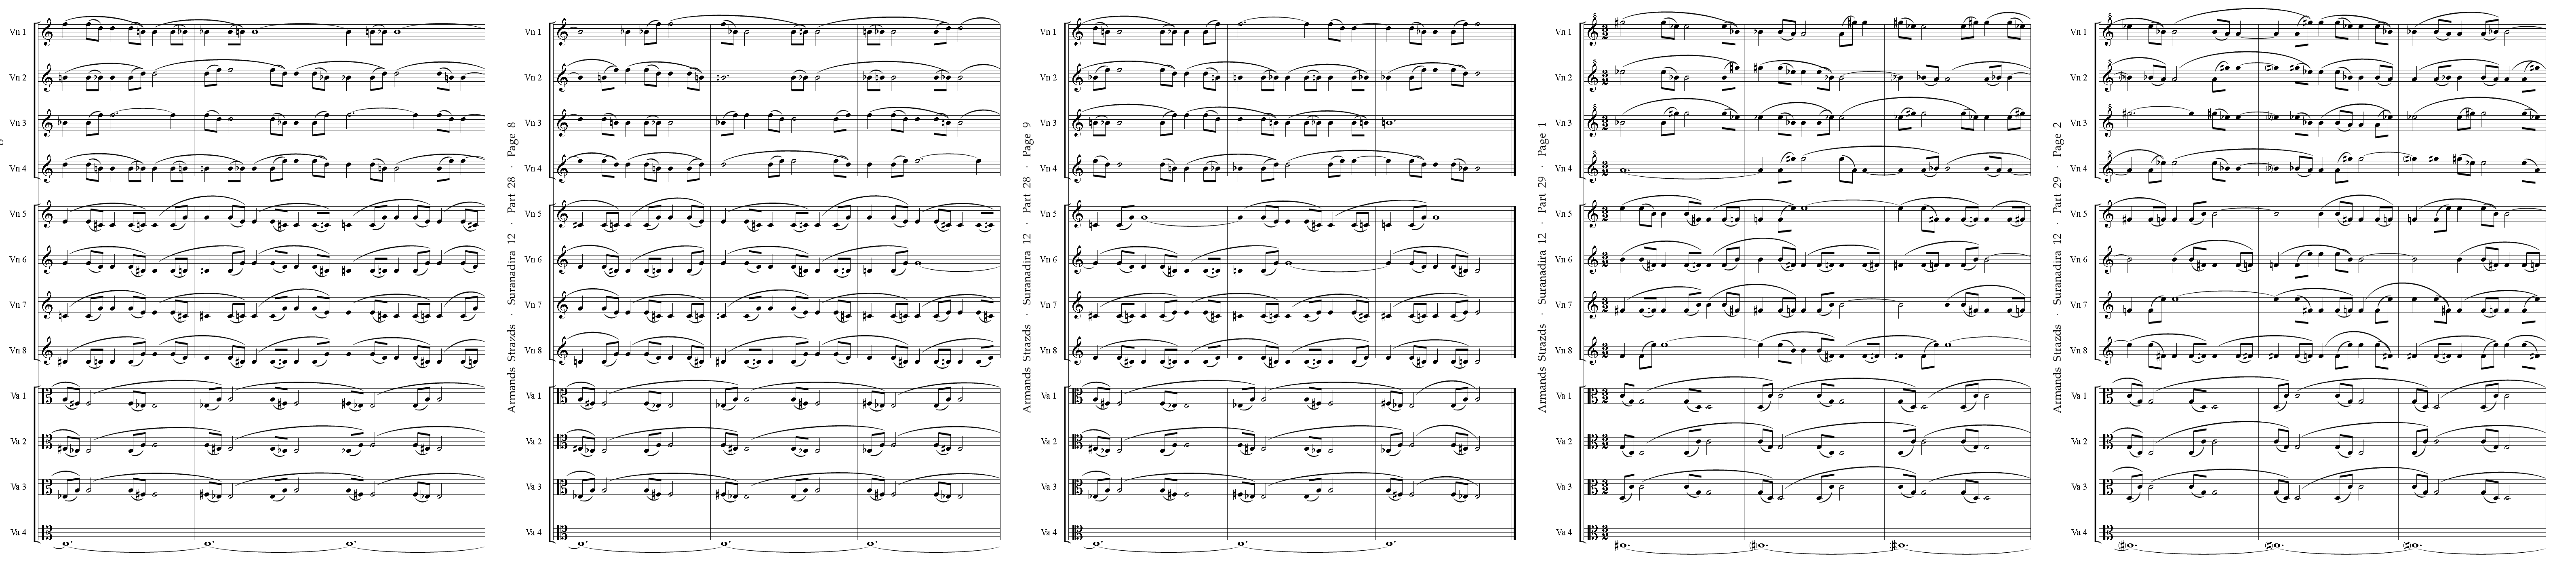 Vn 1
Vn 2
Vn 3
Vn 4
Vn 5
Vn 6
Vn 7
Vn 8
Va 1
Va 2
Va 3
Va 4
Armands Strazds · Suranadira 12 · Part 28 · Page 8
Vn 1
Vn 2
Vn 3
Vn 4
Vn 5
Vn 6
Vn 7
Vn 8
Va 1
Va 2
Va 3
Va 4
Armands Strazds · Suranadira 12 · Part 28 · Page 9
Vn 1
Vn 2
Vn 3
Vn 4
Vn 5
Vn 6
Vn 7
Vn 8
Va 1
Va 2
Va 3
Va 4
Armands Strazds · Suranadira 12 · Part 29 · Page 1
Vn 1
Vn 2
Vn 3
Vn 4
Vn 5
Vn 6
Vn 7
Vn 8
Va 1
Va 2
Va 3
Va 4
Armands Strazds · Suranadira 12 · Part 29 · Page 2
Vn 1
Vn 2
Vn 3
Vn 4
Vn 5
Vn 6
Vn 7
Vn 8
Va 1
Va 2
Va 3
Va 4